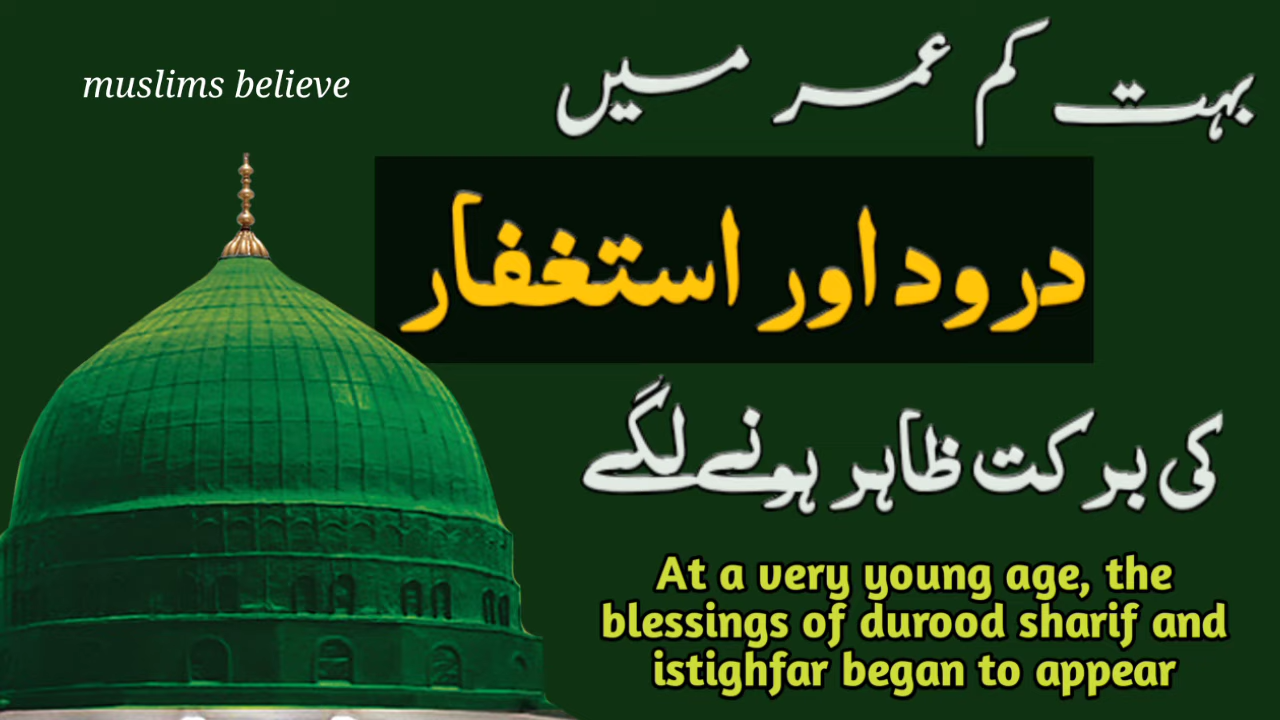 muslims believe
بہت کم عمر میں
درود اور استغفار
کی برکت ظاہر ہونے لگے
At a very young age, the
blessings of durood sharif and
istighfar began to appear